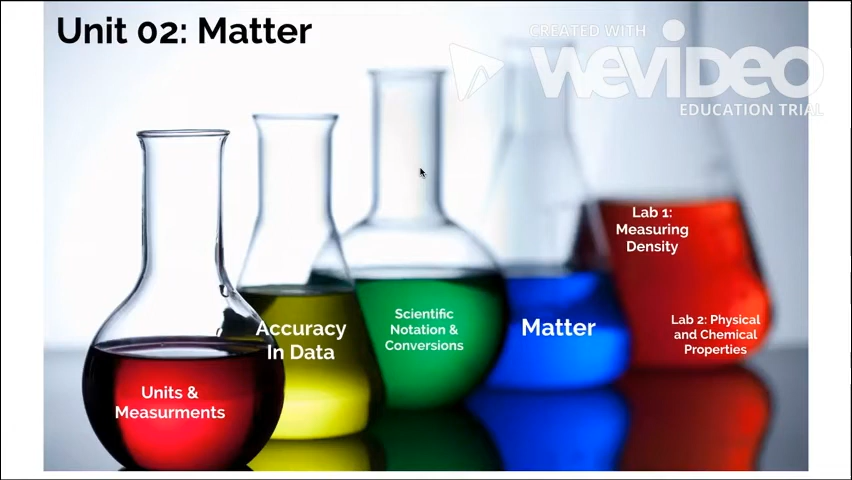 Unit 02: Matter
CREATED WITH
WEVIDEO
EDUCATION TRIAL
Units &
Measurments
Accuracy
In Data
Scientific
Notation &
Conversions
Matter
Lab 1:
Measuring
Density
Lab 2: Physical
and Chemical
Properties